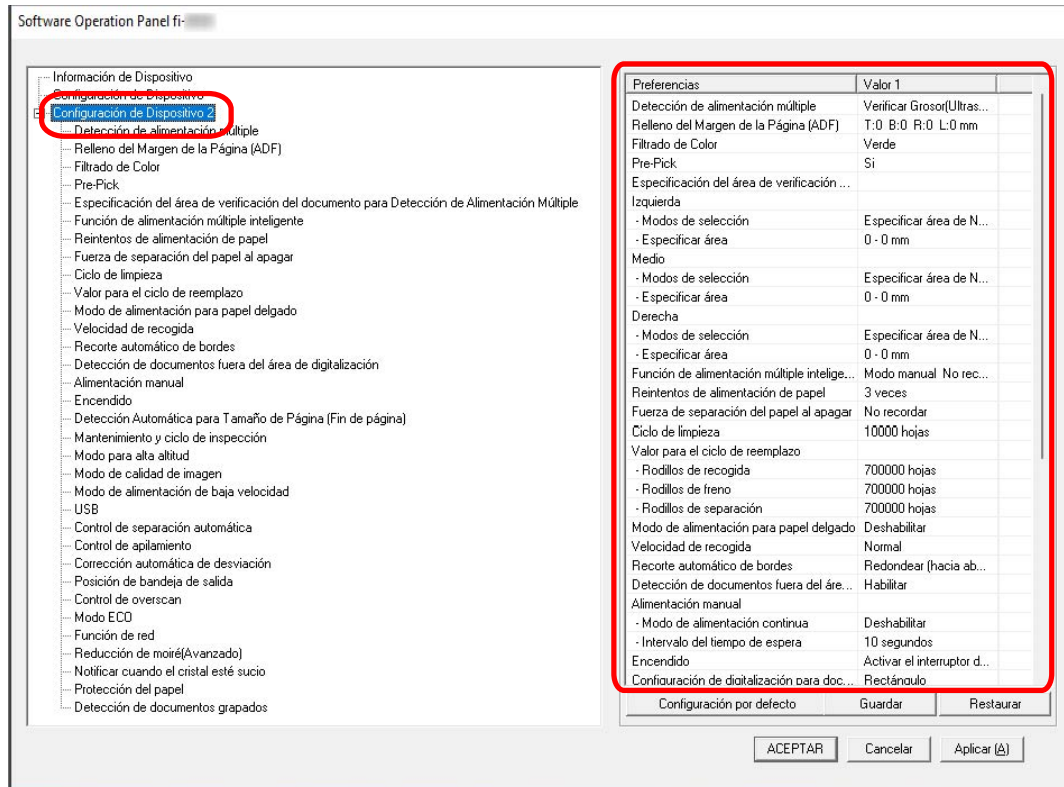 Software Operation Panel fi-
Información de Dispositivo
Configuración de Dispositivo
Configuración de Dispositivo 2
Detección de alimentación múltiple
Relleno del Margen de la Página (ADF)
Filtrado de Color
Pre-Pick
Especificación del área de verificación del documento para Detección de Alimentación Múltiple
Función de alimentación múltiple inteligente
Reintentos de alimentación de papel
Fuerza de separación del papel al apagar
Ciclo de limpieza
Valor para el ciclo de reemplazo
Modo de alimentación para papel delgado
Velocidad de recogida
Recorte automático de bordes
Detección de documentos fuera del área de digitalización
Alimentación manual
Encendido
Detección Automática para Tamaño de Página (Fin de página)
Mantenimiento y ciclo de inspección
Modo para alta altitud
Modo de calidad de imagen
Modo de alimentación de baja velocidad
USB
Control de separación automática
Control de apilamiento
Corrección automática de desviación
Posición de bandeja de salida
Control de overscan
Modo ECO
Función de red
Reducción de moiré(Avanzado)
Notificar cuando el cristal esté sucio
Protección del papel
Detección de documentos grapados
Preferencias Valor 1
Detección de alimentación múltiple Verificar Grosor(Ultras...
Relleno del Margen de la Página (ADF) T:0 B:0 R:0 L:0 mm
Filtrado de Color Verde
Pre-Pick Si
Especificación del área de verificación ...
Izquierda
- Modos de selección Especificar área de N...
- Especificar área 0 - 0 mm
Medio
- Modos de selección Especificar área de N...
- Especificar área 0 - 0 mm
Derecha
- Modos de selección Especificar área de N...
- Especificar área 0 - 0 mm
Función de alimentación múltiple intelige... Modo manual No rec...
Reintentos de alimentación de papel 3 veces
Fuerza de separación del papel al apagar No recordar
Ciclo de limpieza 10000 hojas
Valor para el ciclo de reemplazo
- Rodillos de recogida 700000 hojas
- Rodillos de freno 700000 hojas
- Rodillos de separación 700000 hojas
Modo de alimentación para papel delgado Deshabilitar
Velocidad de recogida Normal
Recorte automático de bordes Redondear (hacia ab...
Detección de documentos fuera del áre... Habilitar
Alimentación manual
- Modo de alimentación continua Deshabilitar
- Intervalo del tiempo de espera 10 segundos
Encendido Activar el interruptor d...
Configuración de digitalización para doc... Rectángulo
Configuración por defecto Guardar Restaurar
ACEPTAR Cancelar Aplicar (A)